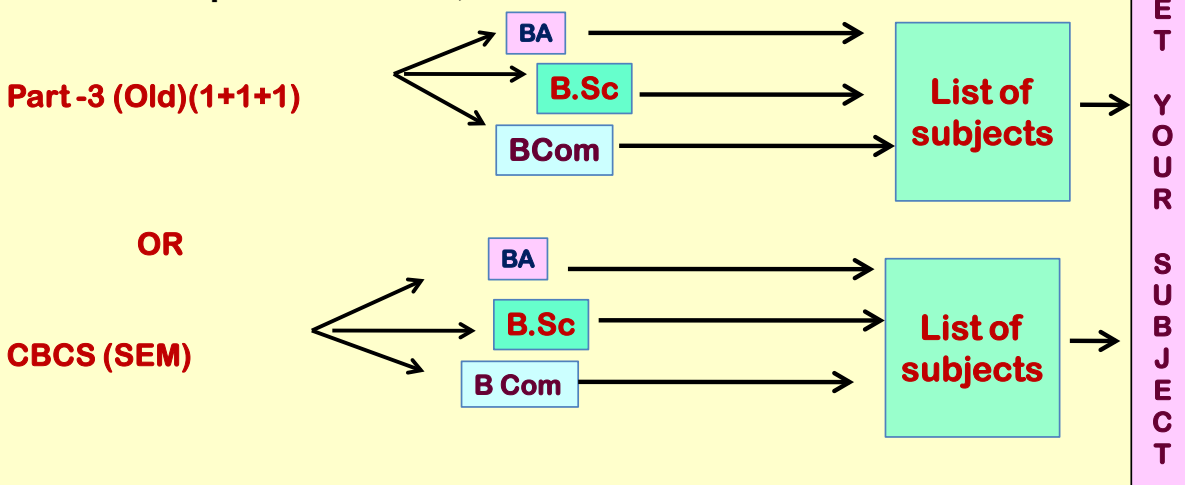 BA
B.Sc
BCom
Part -3 (Old)(1+1+1)
List of
subjects
OR
BA
B.Sc
B Com
CBCS (SEM)
List of
subjects
E
T
Y
O
U
R
S
U
B
J
E
C
T